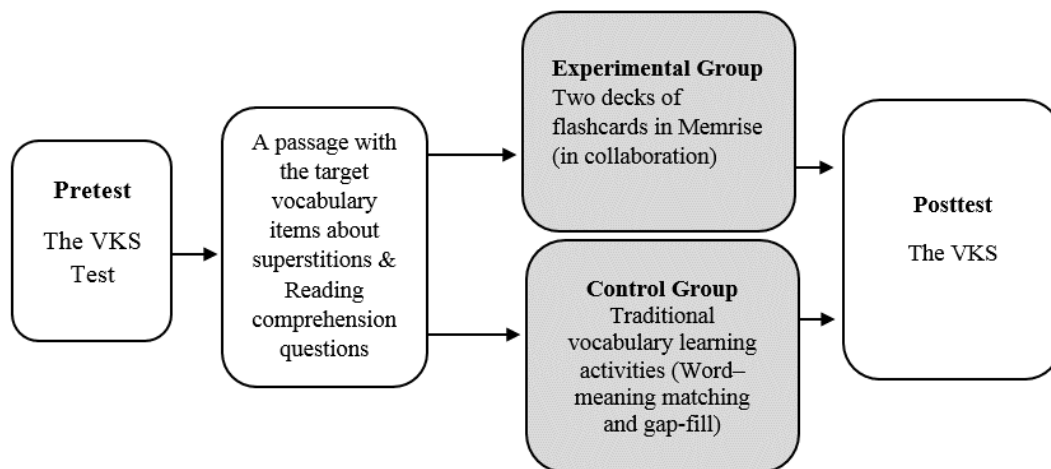 Pretest
The VKS
Test
A passage with
the target
vocabulary
items about
superstitions &
Reading
comprehension
questions
Experimental Group
Two decks of
flashcards in Memrise
(in collaboration)
Control Group
Traditional
vocabulary learning
activities (Word–
meaning matching
and gap-fill)
Posttest
The VKS